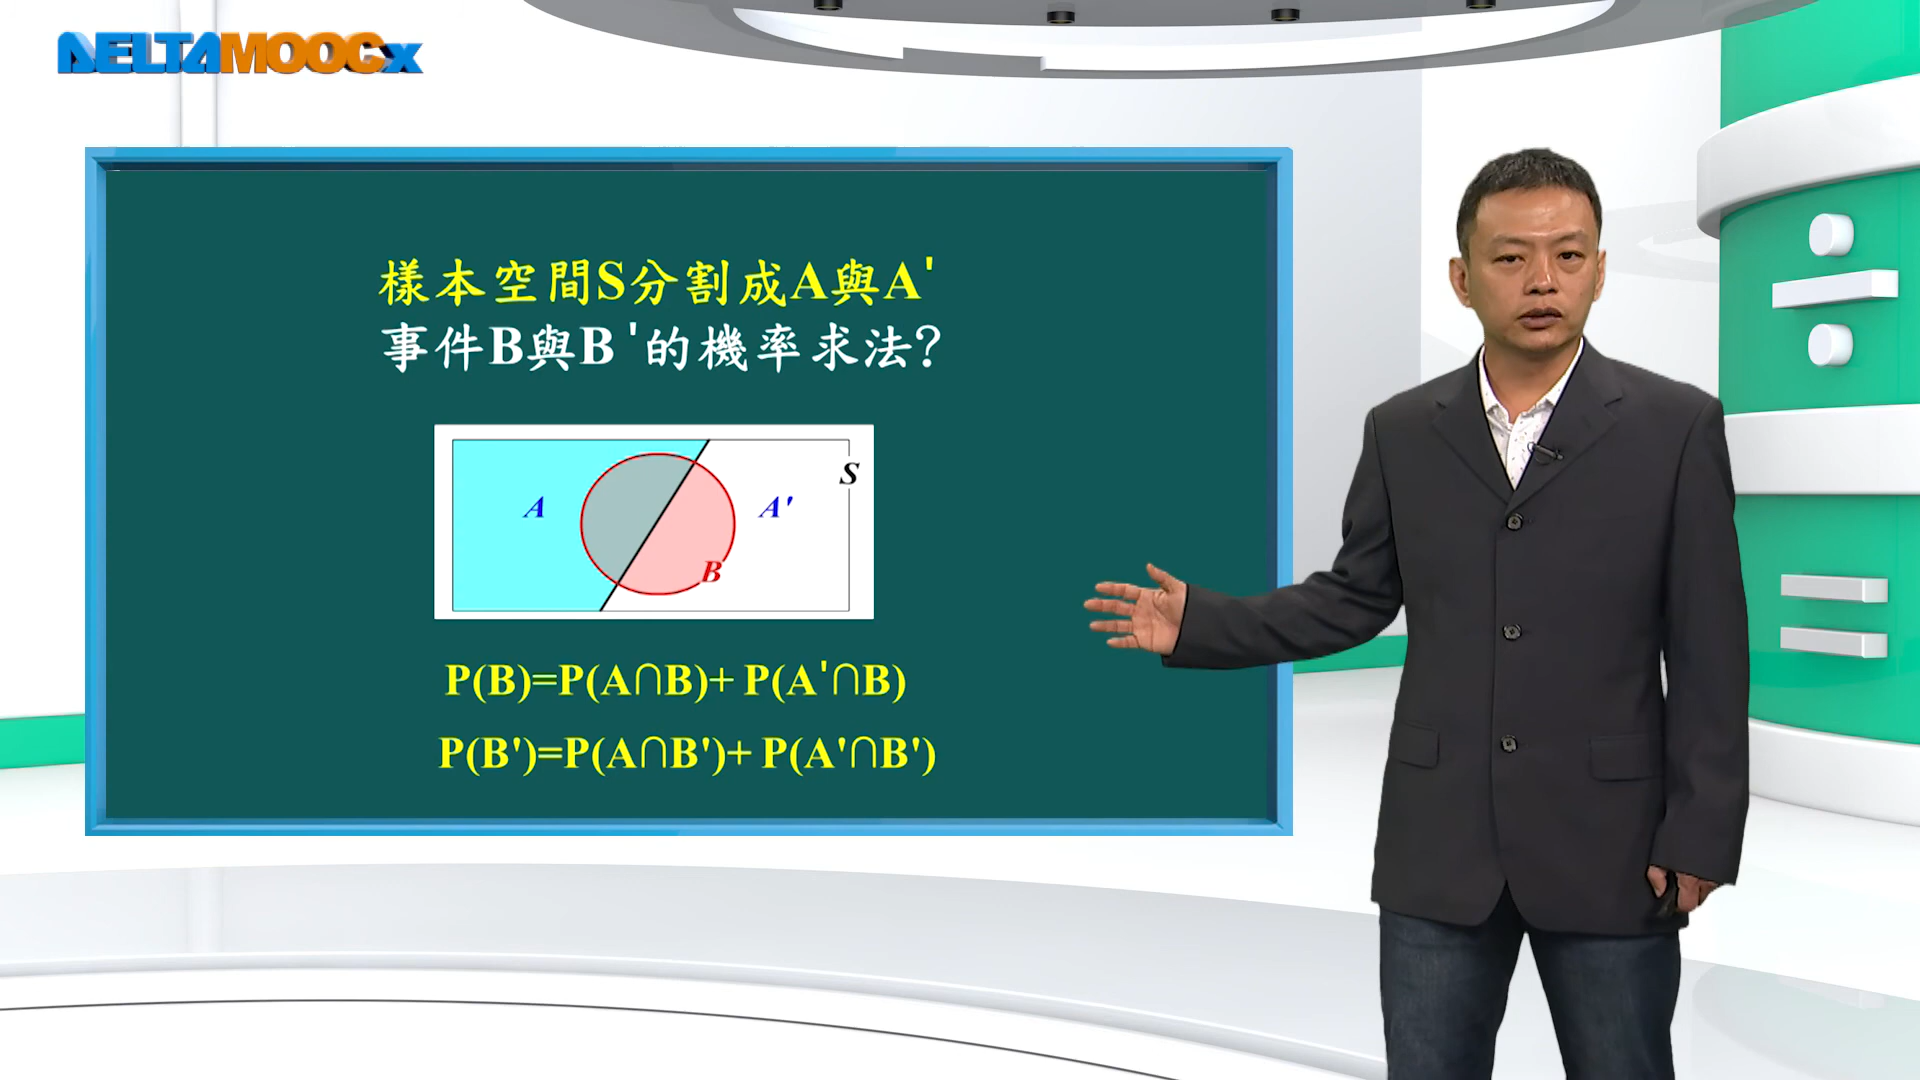 DELTAMOOCx
樣本空間S分割成A與A'
事件B與B'的機率求法?
S
A
A'
B
P(B)=P(A∩B)+ P(A'∩B)
P(B')=P(A∩B')+ P(A'∩B')